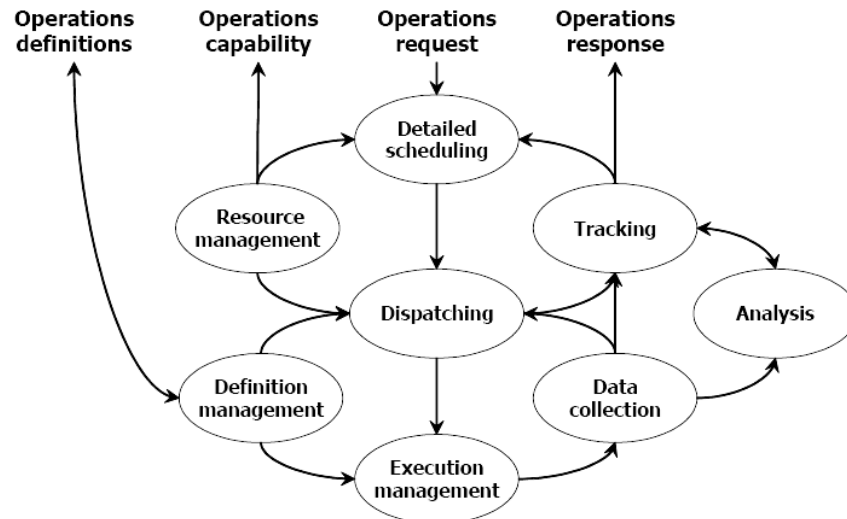 Operations
definitions
Operations
capability
Operations
request
Operations
response
Detailed
scheduling
Resource
management
Tracking
Dispatching
Analysis
Definition
management
Data
collection
Execution
management